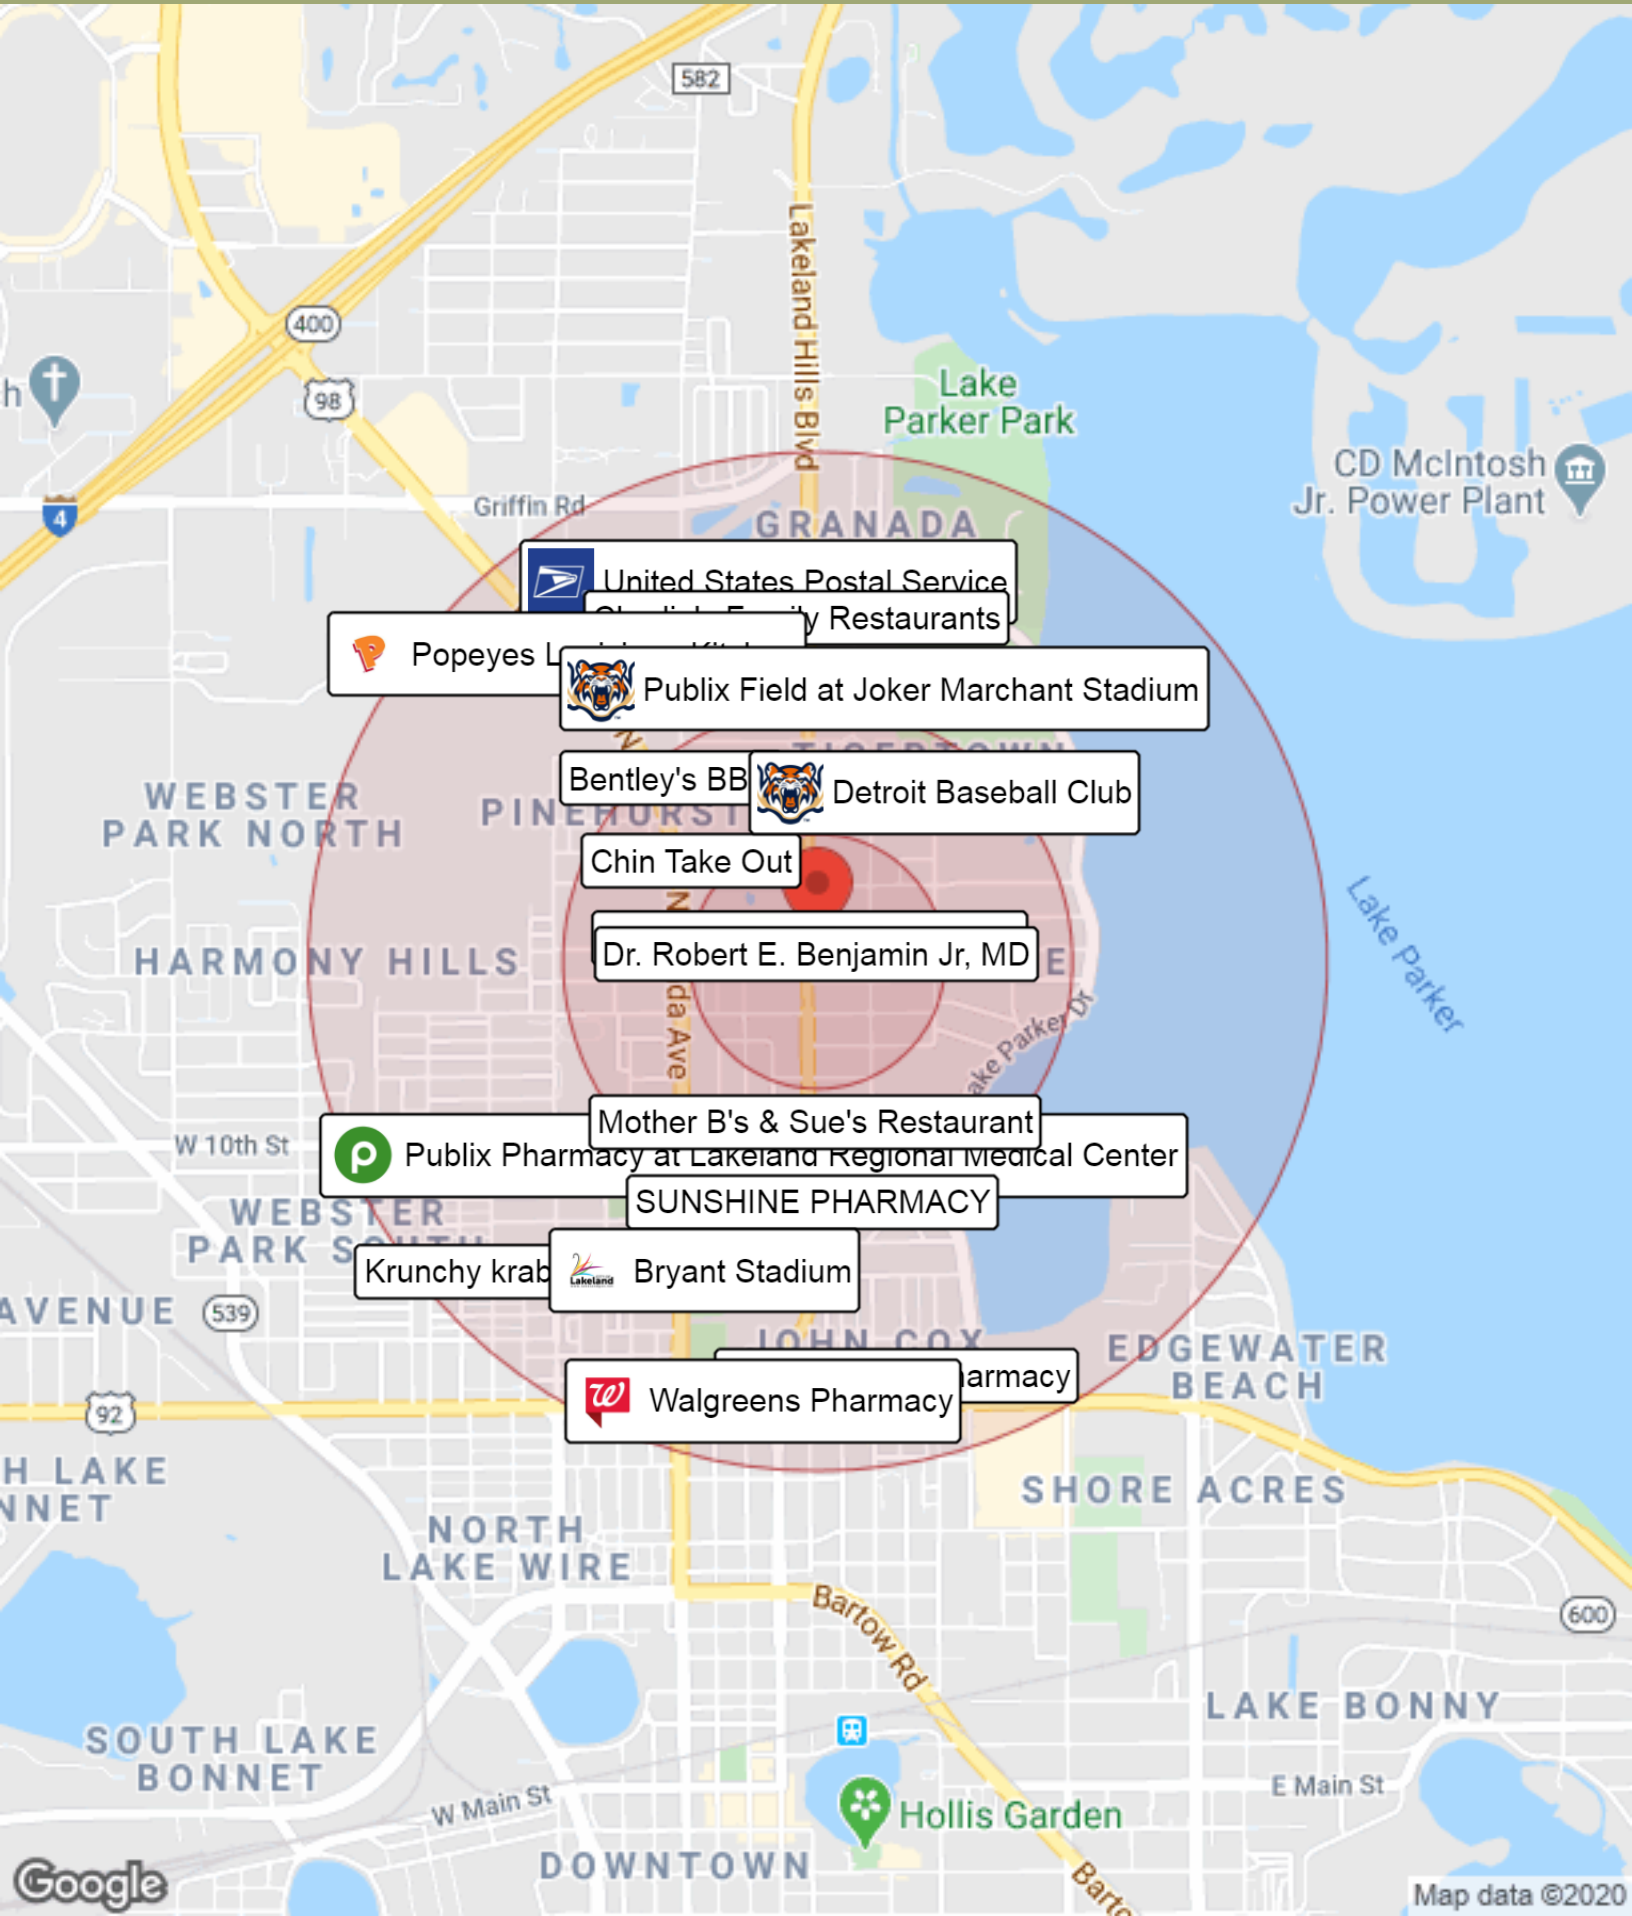 582
Lakeland Hills Blvd
400
98
h
Lake
Parker Park
CD McIntosh
Jr. Power Plant
4
Griffin Rd
GRANADA
United States Postal Service
Family Restaurants
Popeyes
Publix Field at Joker Marchant Stadium
N
TIGERTOWN
Bentley's BB
Detroit Baseball Club
WEBSTER
PARK NORTH
PINEHURST
Chin Take Out
N
da Ave
HARMONY HILLS
Dr. Robert E. Benjamin Jr, MD
E
Lake Parker
ake Parker Dr
Mother B's & Sue's Restaurant
W 10th St
Publix Pharmacy at Lakeland Regional Medical Center
SUNSHINE PHARMACY
WEBSTER
PARK SOUTH
Krunchy krab
Lakeland
Bryant Stadium
AVENUE
539
JOHN COX
EDGEWATER
BEACH
armacy
Walgreens Pharmacy
92
H LAKE
NNET
SHORE ACRES
NORTH
LAKE WIRE
Bartow Rd
600
LAKE BONNY
SOUTH LAKE
BONNET
W Main St
E Main St
Hollis Garden
DOWNTOWN
Barto
Google
Map data ©2020